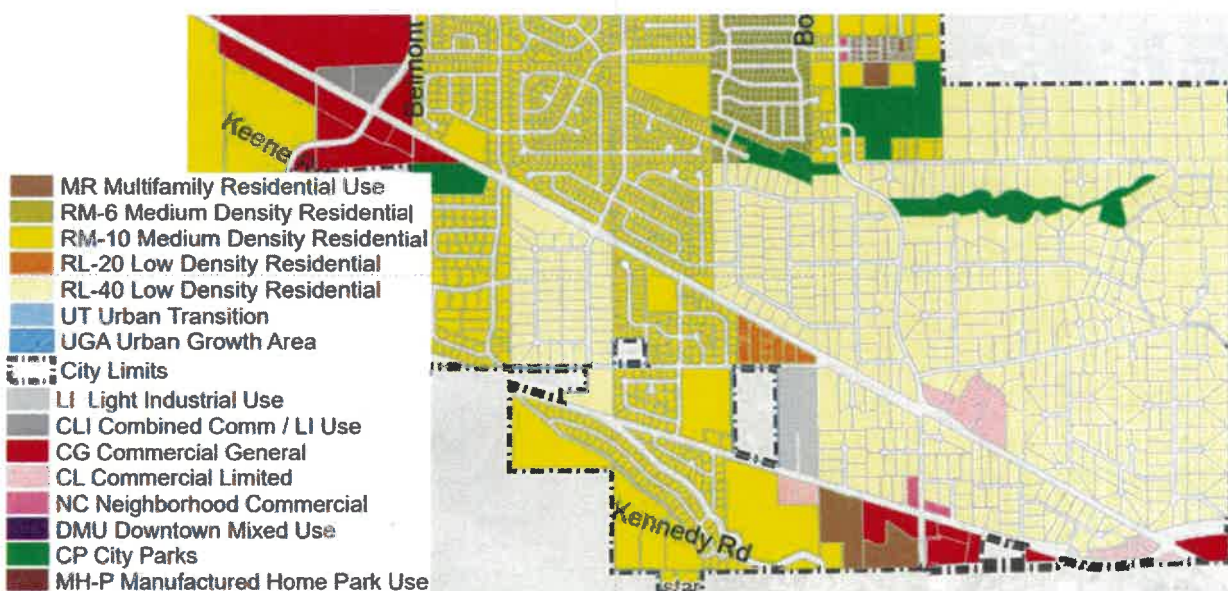 Belmont
Bo
Keene
MR Multifamily Residential Use
RM-6 Medium Density Residential
RM-10 Medium Density Residential
RL-20 Low Density Residential
RL-40 Low Density Residential
UT Urban Transition
UGA Urban Growth Area
City Limits
LI Light Industrial Use
CLI Combined Comm / LI Use
CG Commercial General
CL Commercial Limited
NC Neighborhood Commercial
DMU Downtown Mixed Use
CP City Parks
MH-P Manufactured Home Park Use
Kennedy Rd
star